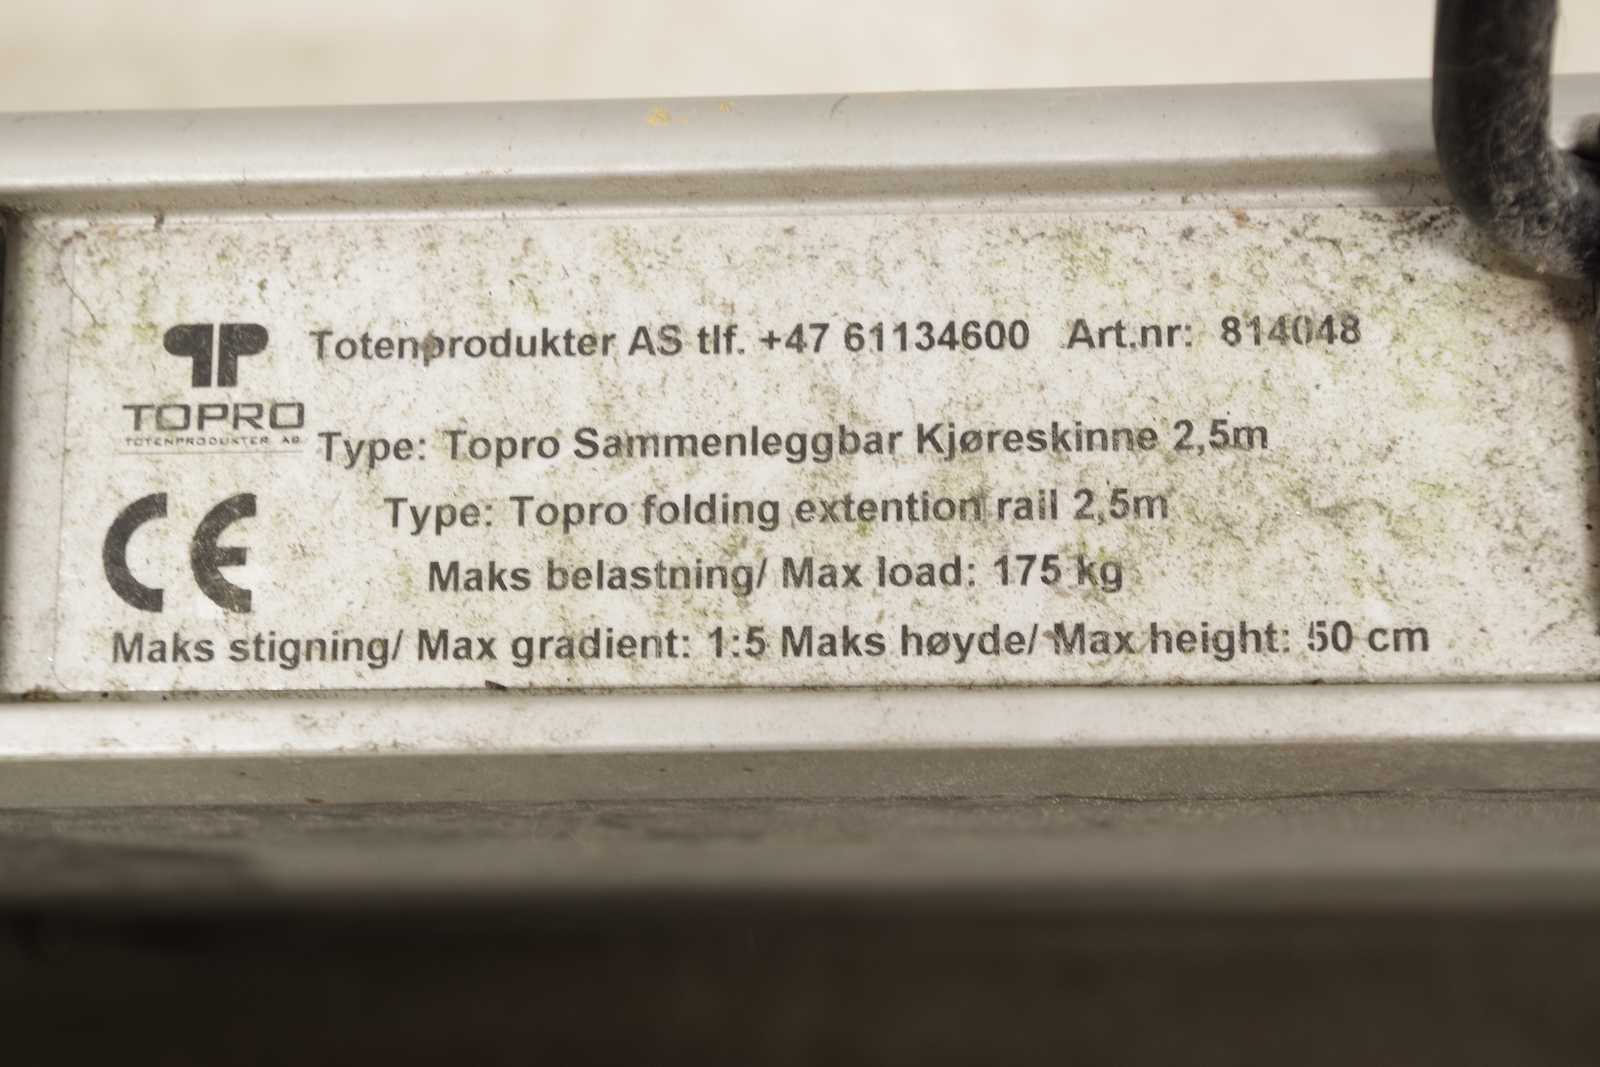 Totenprodukter AS tlf. +47 61134600 Art.nr: 814048
TOPRO
TOTENPRODUKTER AS
Type: Topro Sammenleggbar Kjøreskinne 2,5m
CE
Type: Topro folding extention rail 2,5m
Maks belastning/ Max load: 175 kg
Maks stigning/ Max gradient: 1:5 Maks høyde/ Max height: 50 cm